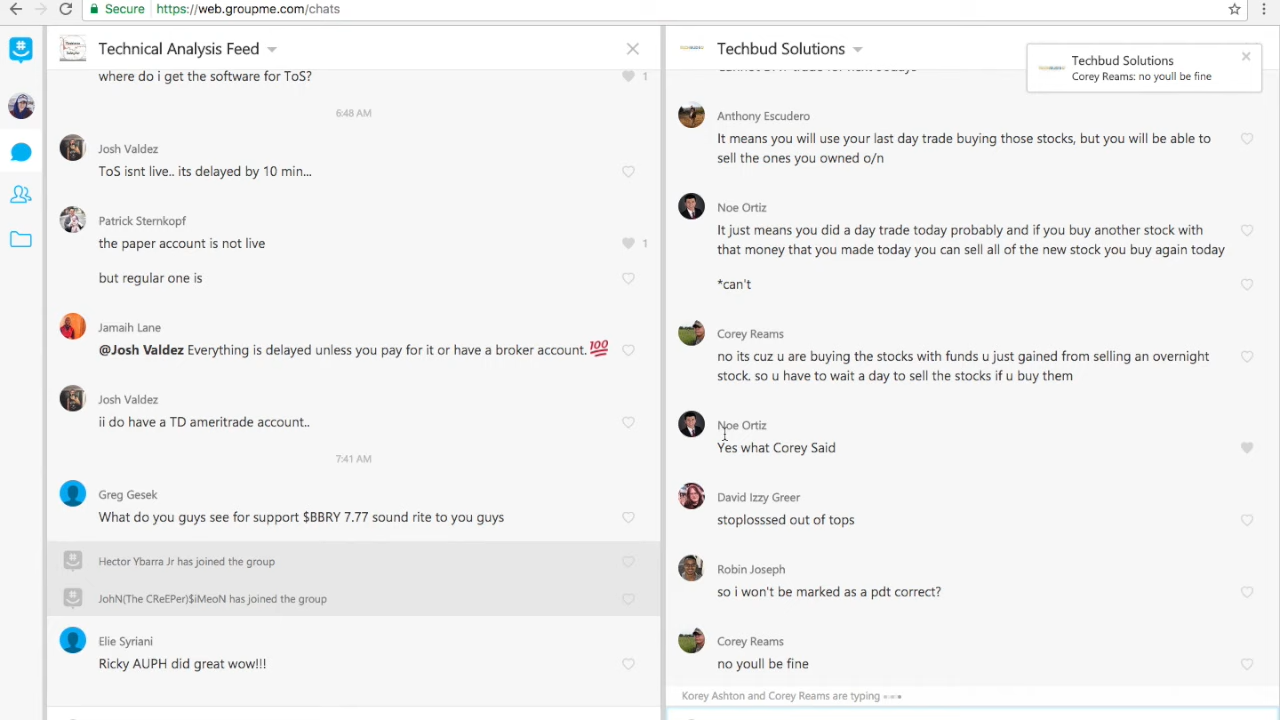 Secure https://web.groupme.com/chats
Technical Analysis Feed
where do i get the software for ToS?
1
6:48 AM
Josh Valdez
ToS isnt live.. its delayed by 10 min...
Patrick Sternkopf
the paper account is not live
1
but regular one is
Jamaih Lane
@Josh Valdez Everything is delayed unless you pay for it or have a broker account. 💯
Josh Valdez
ii do have a TD ameritrade account..
7:41 AM
Greg Gesek
What do you guys see for support $BBRY 7.77 sound rite to you guys
Hector Ybarra Jr has joined the group
JohN(The CReEPer)$iMeoN has joined the group
Elie Syriani
Ricky AUPH did great wow!!!
Techbud Solutions
Techbud Solutions
Corey Reams: no youll be fine
Anthony Escudero
It means you will use your last day trade buying those stocks, but you will be able to
sell the ones you owned o/n
Noe Ortiz
It just means you did a day trade today probably and if you buy another stock with
that money that you made today you can sell all of the new stock you buy again today
*can't
Corey Reams
no its cuz u are buying the stocks with funds u just gained from selling an overnight
stock. so u have to wait a day to sell the stocks if u buy them
Noe Ortiz
Yes what Corey Said
David Izzy Greer
stoplosssed out of tops
Robin Joseph
so i won't be marked as a pdt correct?
Corey Reams
no youll be fine
Korey Ashton and Corey Reams are typing